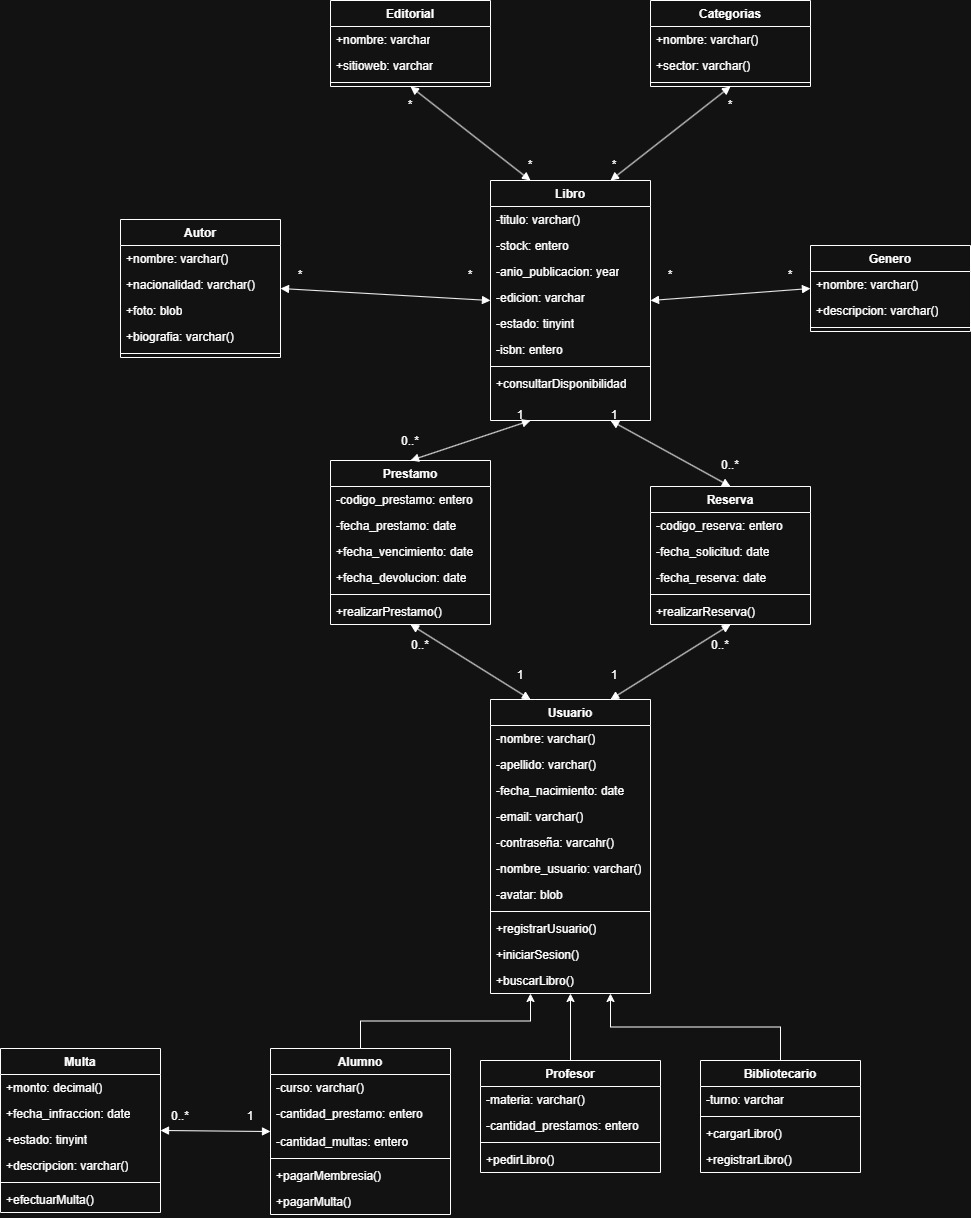 Editorial
+nombre: varchar
+sitioweb: varchar
*
Categorias
+nombre: varchar()
+sector: varchar()
*
*
*
Libro
-titulo: varchar()
-stock: entero
-anio_publicacion: year
-edicion: varchar
-estado: tinyint
-isbn: entero
+consultarDisponibilidad
1
1
Autor
+nombre: varchar()
+nacionalidad: varchar()
+foto: blob
+biografia: varchar()
*
*
*
*
Genero
+nombre: varchar()
+descripcion: varchar()
0..*
Prestamo
-codigo_prestamo: entero
-fecha_prestamo: date
+fecha_vencimiento: date
+fecha_devolucion: date
+realizarPrestamo()
0..*
0..*
Reserva
-codigo_reserva: entero
-fecha_solicitud: date
-fecha_reserva: date
+realizarReserva()
0..*
1
1
Usuario
-nombre: varchar()
-apellido: varchar()
-fecha_nacimiento: date
-email: varchar()
-contraseña: varcahr()
-nombre_usuario: varchar()
-avatar: blob
+registrarUsuario()
+iniciarSesion()
+buscarLibro()
Multa
+monto: decimal()
+fecha_infraccion: date
+estado: tinyint
+descripcion: varchar()
+efectuarMulta()
0..*
1
Alumno
-curso: varchar()
-cantidad_prestamo: entero
-cantidad_multas: entero
+pagarMembresia()
+pagarMulta()
Profesor
-materia: varchar()
-cantidad_prestamos: entero
+pedirLibro()
Bibliotecario
-turno: varchar
+cargarLibro()
+registrarLibro()